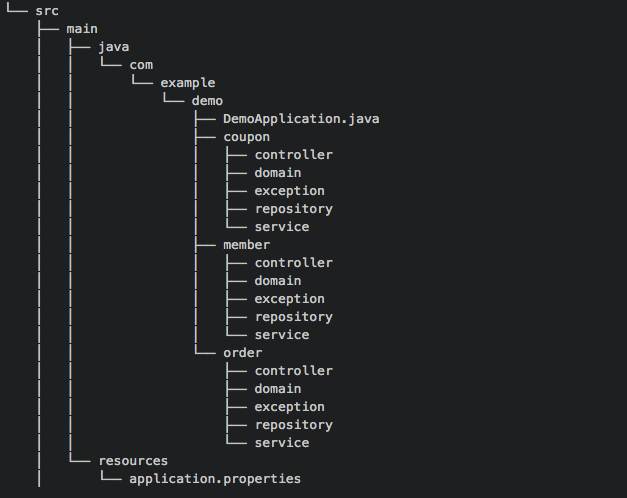 └── src
    ├── main
    │   ├── java
    │   │   └── com
    │   │       └── example
    │   │           └── demo
    │   │               ├── DemoApplication.java
    │   │               ├── coupon
    │   │               │   ├── controller
    │   │               │   ├── domain
    │   │               │   ├── exception
    │   │               │   ├── repository
    │   │               │   └── service
    │   │               ├── member
    │   │               │   ├── controller
    │   │               │   ├── domain
    │   │               │   ├── exception
    │   │               │   ├── repository
    │   │               │   └── service
    │   │               └── order
    │   │                   ├── controller
    │   │                   ├── domain
    │   │                   ├── exception
    │   │                   ├── repository
    │   │                   └── service
    │   └── resources
    │       └── application.properties